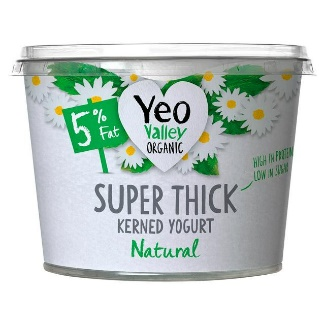 5%
Fat
Yeo
Valley
ORGANIC
HIGH IN PROTEIN
LOW IN SUGAR
SUPER THICK
KERNED YOGURT
Natural